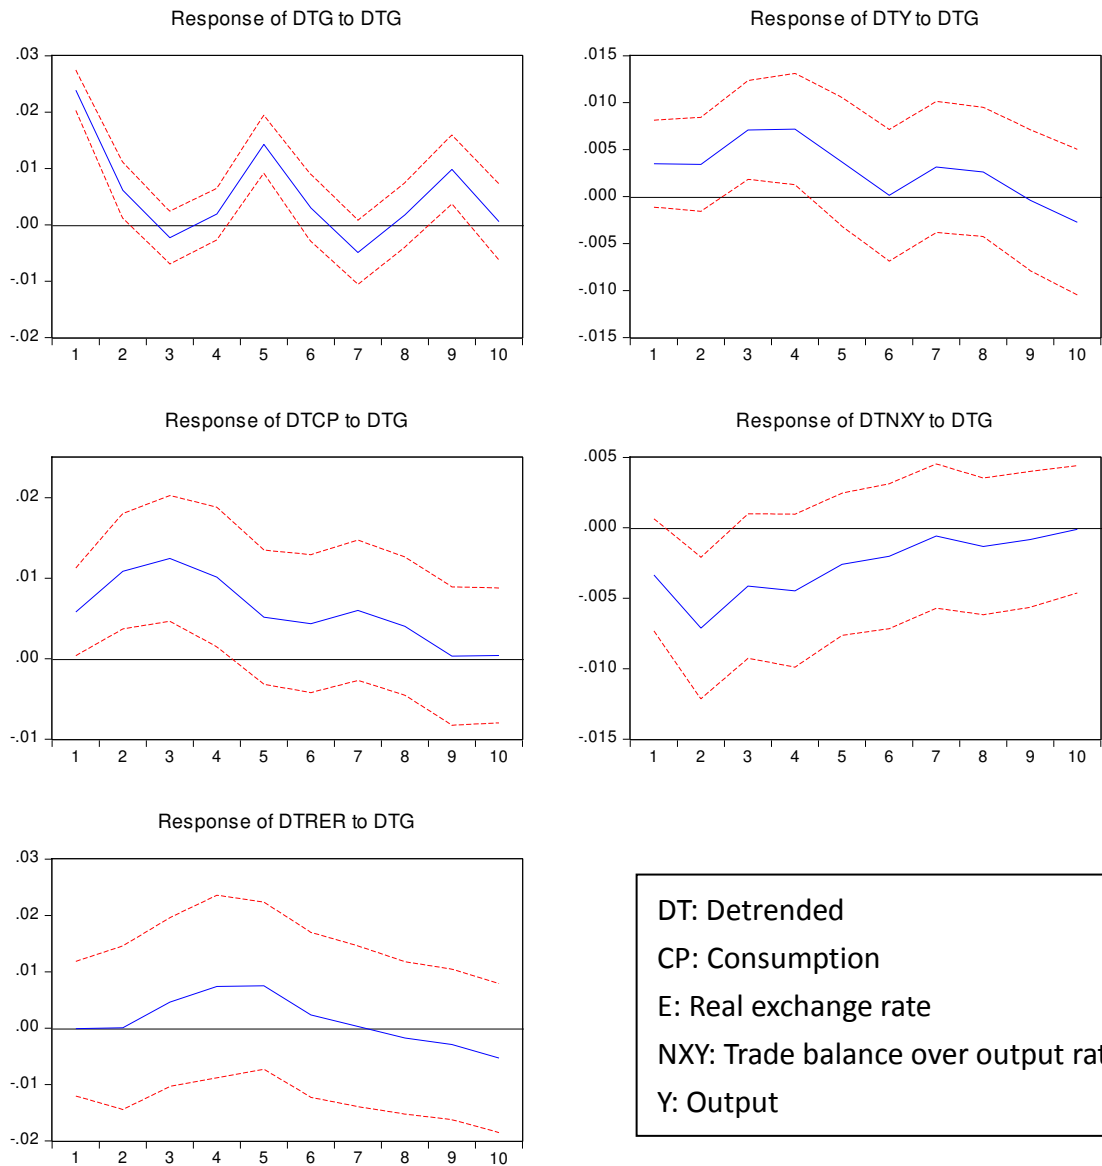 Response of DTG to DTG
.03
.02
.01
.00
-.01
-.02
1 2 3 4 5 6 7 8 9 10
Response of DTY to DTG
.015
.010
.005
.000
-.005
-.010
-.015
1 2 3 4 5 6 7 8 9 10
Response of DTCP to DTG
.02
.01
.00
-.01
1 2 3 4 5 6 7 8 9 10
Response of DTNXY to DTG
.005
.000
-.005
-.010
-.015
1 2 3 4 5 6 7 8 9 10
Response of DTRER to DTG
.03
.02
.01
.00
-.01
-.02
1 2 3 4 5 6 7 8 9 10
DT: Detrended
CP: Consumption
E: Real exchange rate
NXY: Trade balance over output rat
Y: Output